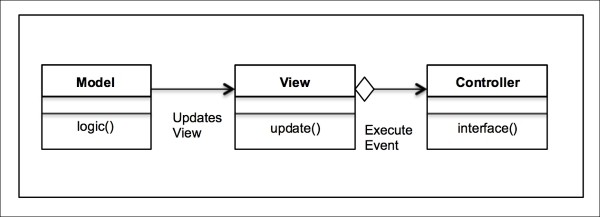 Model
View
Controller
logic()
Updates
View
update()
Execute
Event
interface()